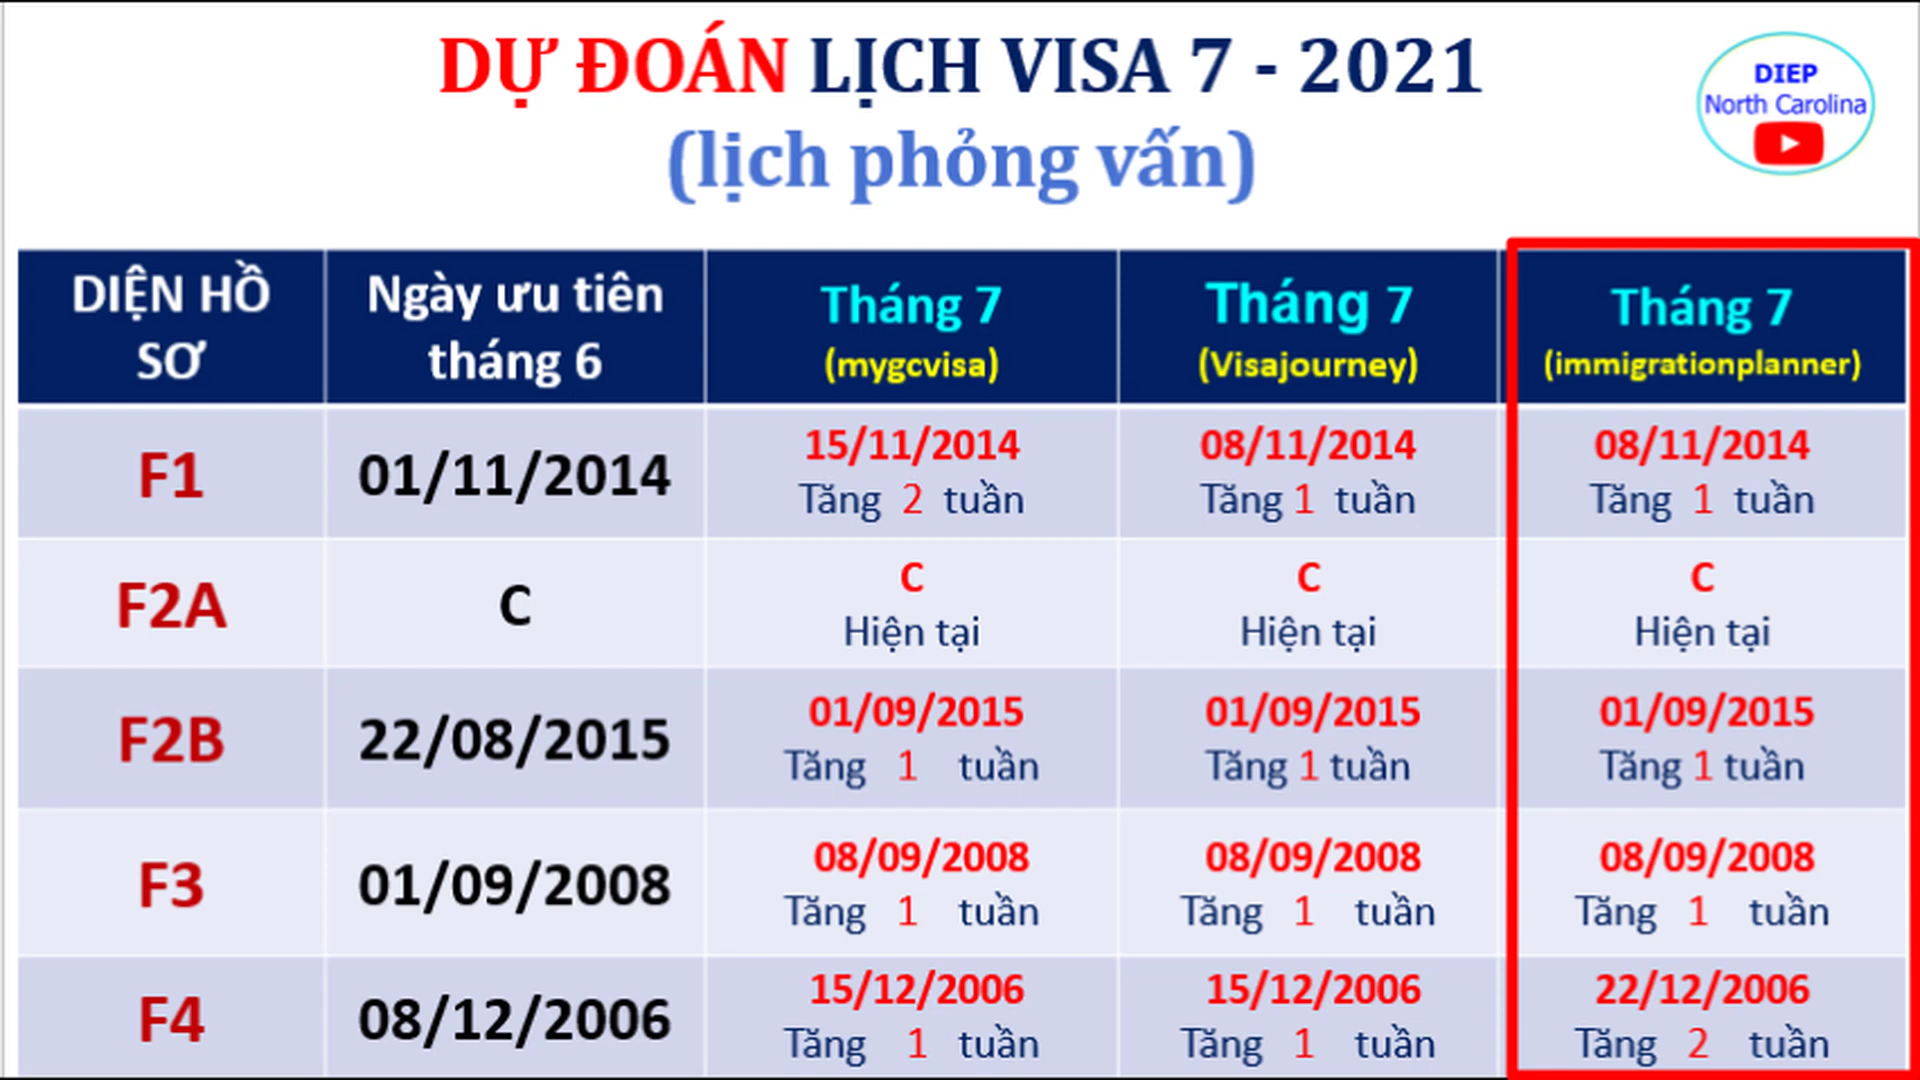 DỰ ĐOÁN LỊCH VISA 7 - 2021
(lịch phỏng vấn)
DIEP
North Carolina
DIỆN HỒ
SƠ
Ngày ưu tiên
tháng 6
Tháng 7
(mygcvisa)
Tháng 7
(Visajourney)
Tháng 7
(immigrationplanner)
F1
01/11/2014
15/11/2014
Tăng 2 tuần
08/11/2014
Tăng 1 tuần
08/11/2014
Tăng 1 tuần
F2A
C
C
Hiện tại
C
Hiện tại
C
Hiện tại
F2B
22/08/2015
01/09/2015
Tăng 1 tuần
01/09/2015
Tăng 1 tuần
01/09/2015
Tăng 1 tuần
F3
01/09/2008
08/09/2008
Tăng 1 tuần
08/09/2008
Tăng 1 tuần
08/09/2008
Tăng 1 tuần
F4
08/12/2006
15/12/2006
Tăng 1 tuần
15/12/2006
Tăng 1 tuần
22/12/2006
Tăng 2 tuần